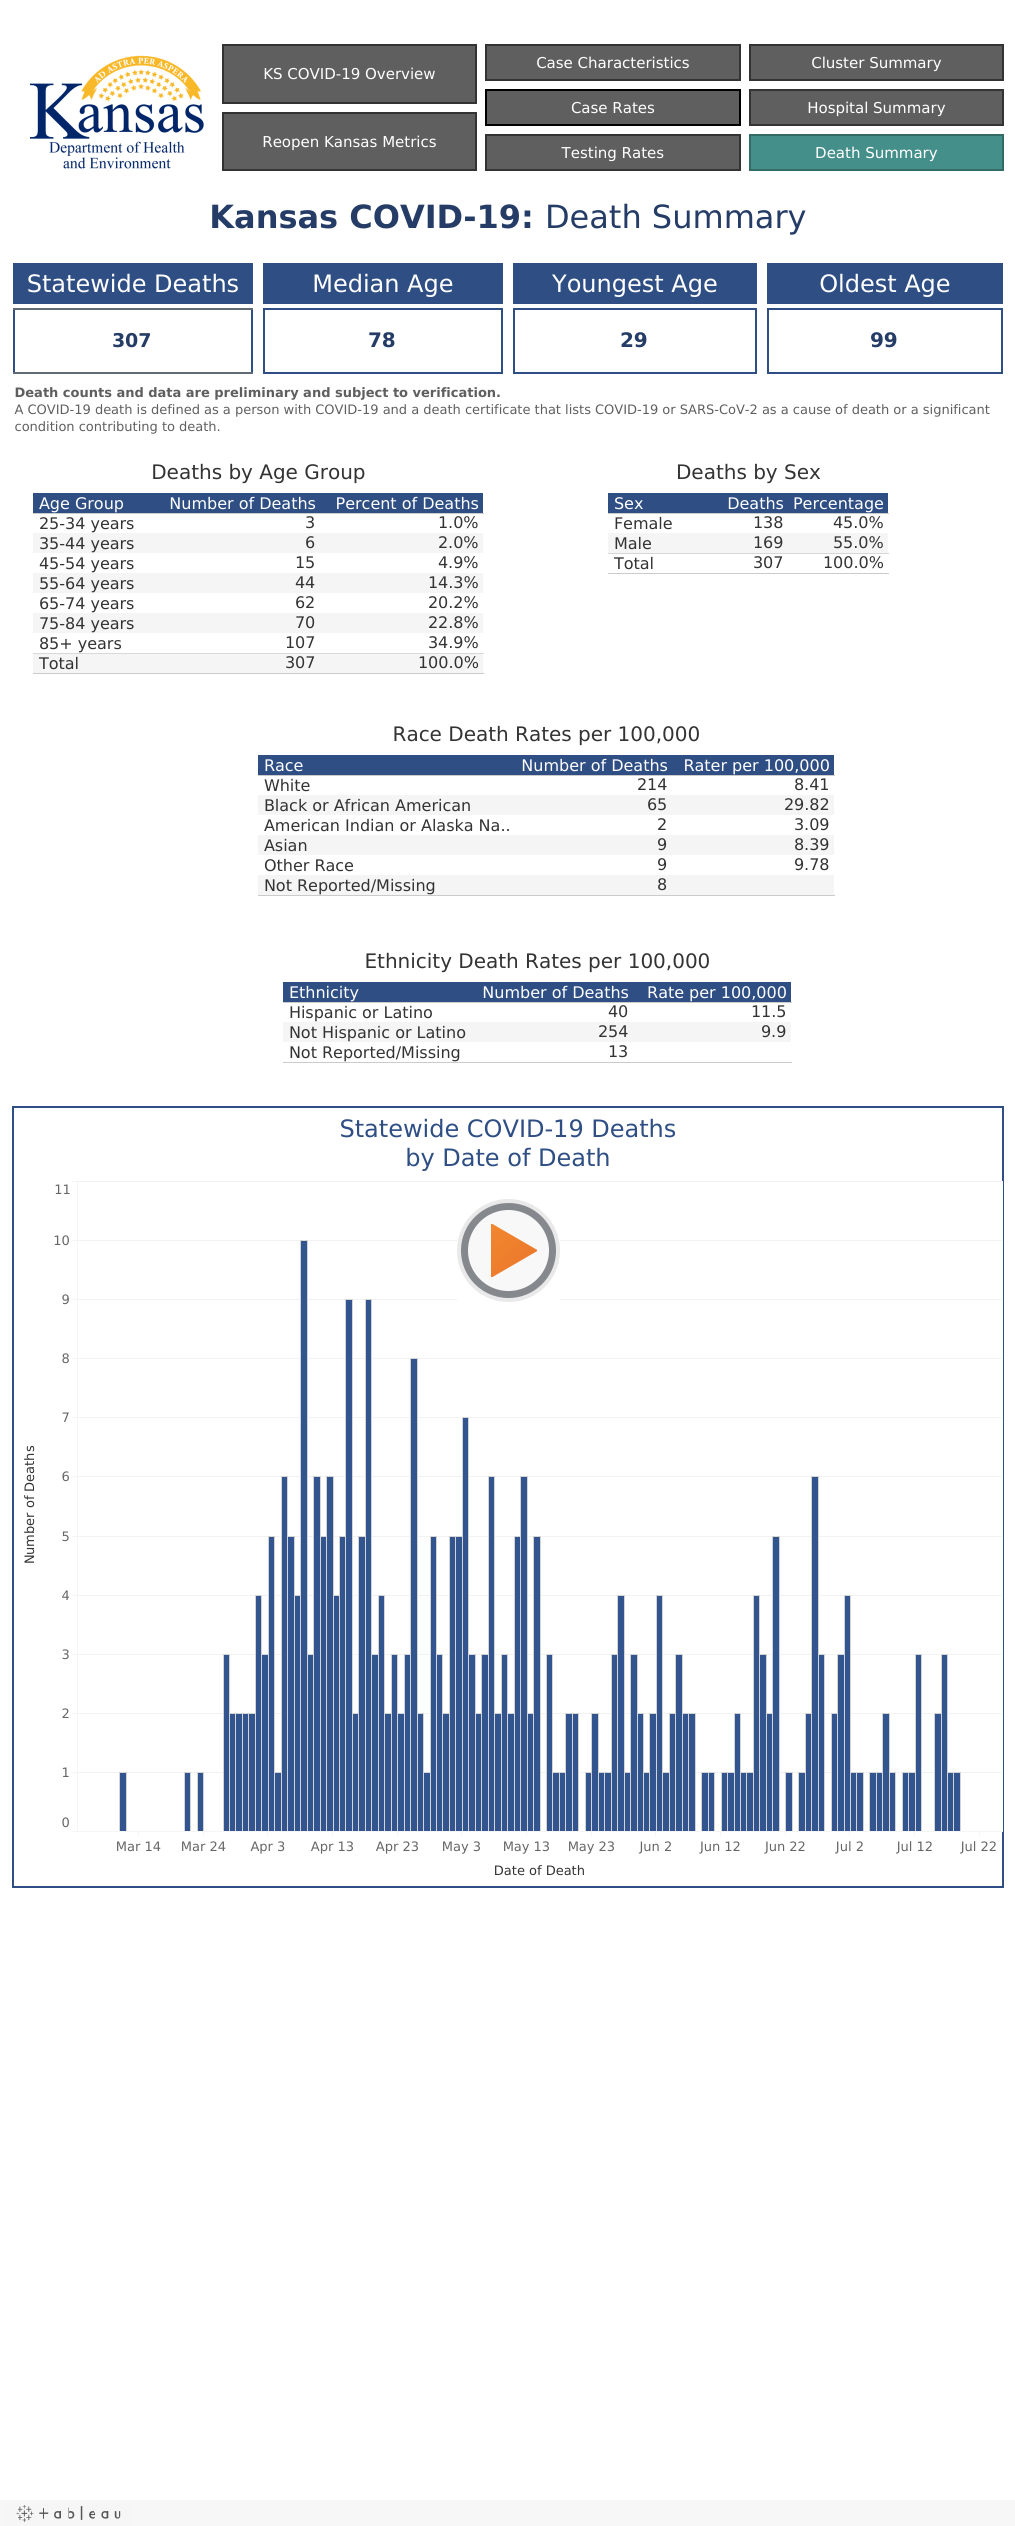 AD ASTRA PER ASPERA
Kansas
Department of Health
and Environment
KS COVID-19 Overview
Reopen Kansas Metrics
Case Characteristics
Case Rates
Testing Rates
Cluster Summary
Hospital Summary
Death Summary
Kansas COVID-19: Death Summary
Statewide Deaths Median Age Youngest Age Oldest Age
307 78 29 99
Death counts and data are preliminary and subject to verification.
A COVID-19 death is defined as a person with COVID-19 and a death certificate that lists COVID-19 or SARS-CoV-2 as a cause of death or a significant
condition contributing to death.
Deaths by Age Group
Age Group Number of Deaths Percent of Deaths
25-34 years 3 1.0%
35-44 years 6 2.0%
45-54 years 15 4.9%
55-64 years 44 14.3%
65-74 years 62 20.2%
75-84 years 70 22.8%
85+ years 107 34.9%
Total 307 100.0%
Deaths by Sex
Sex Deaths Percentage
Female 138 45.0%
Male 169 55.0%
Total 307 100.0%
Race Death Rates per 100,000
Race Number of Deaths Rater per 100,000
White 214 8.41
Black or African American 65 29.82
American Indian or Alaska Na.. 2 3.09
Asian 9 8.39
Other Race 9 9.78
Not Reported/Missing 8
Ethnicity Death Rates per 100,000
Ethnicity Number of Deaths Rate per 100,000
Hispanic or Latino 40 11.5
Not Hispanic or Latino 254 9.9
Not Reported/Missing 13
Statewide COVID-19 Deaths
by Date of Death
11
10
9
8
7
6
5
4
3
2
1
0
Number of Deaths
Mar 14 Mar 24 Apr 3 Apr 13 Apr 23 May 3 May 13 May 23 Jun 2 Jun 12 Jun 22 Jul 2 Jul 12 Jul 22
Date of Death
tableau